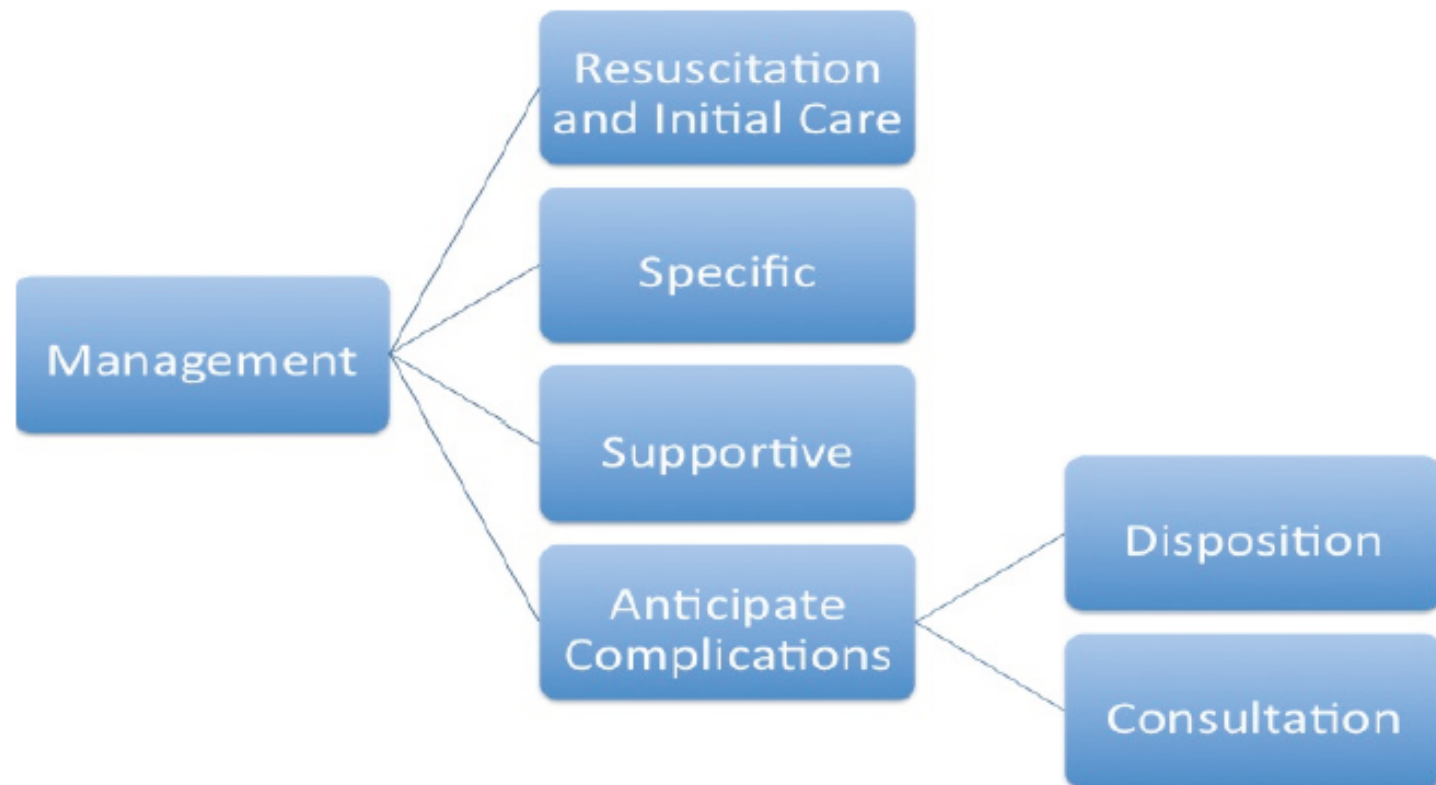 Resuscitation
and Initial Care
Specific
Management
Supportive
Anticipate
Complications
Disposition
Consultation